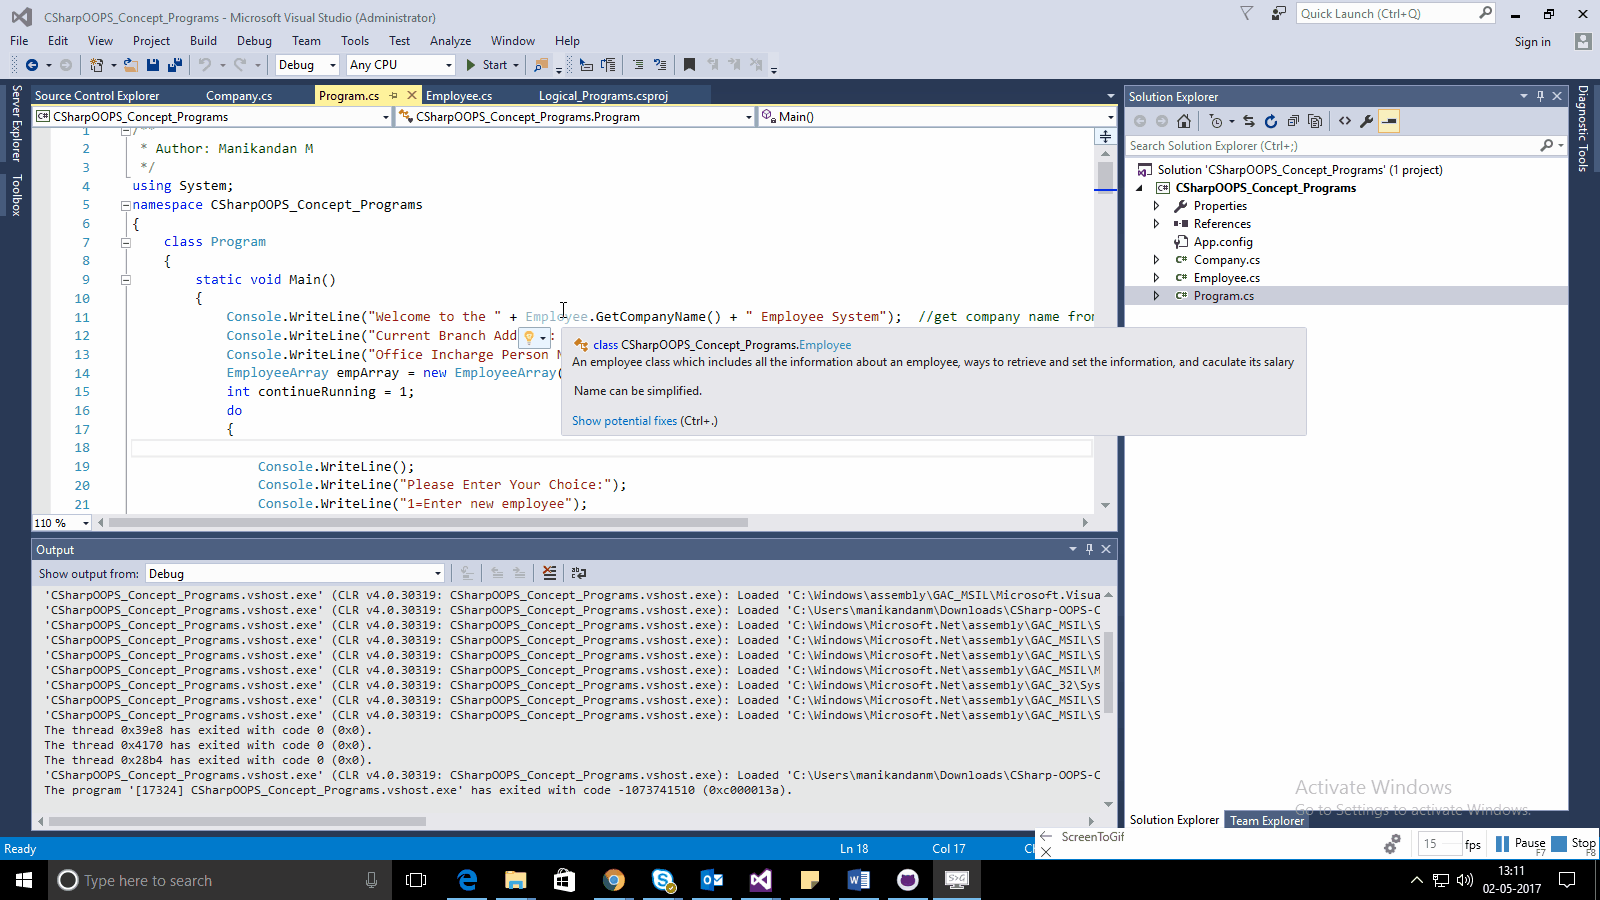 CSharpOOPS_Concept_Programs - Microsoft Visual Studio (Administrator)
Quick Launch (Ctrl+Q)
File Edit View Project Build Debug Team Tools Test Analyze Window Help
Sign in
Debug Any CPU Start
Server Explorer
Toolbox
Source Control Explorer Company.cs Program.cs Employee.cs Logical_Programs.csproj
CSharpOOPS_Concept_Programs CSharpOOPS_Concept_Programs.Program Main()
1 /**
2 * Author: Manikandan M
3 */
4 using System;
5 namespace CSharpOOPS_Concept_Programs
6 {
7 class Program
8 {
9 static void Main()
10 {
11 Console.WriteLine("Welcome to the " + Employee.GetCompanyName() + " Employee System"); //get company name from
12 Console.WriteLine("Current Branch Add :
13 Console.WriteLine("Office Incharge Person
14 EmployeeArray empArray = new EmployeeArray(
15 int continueRunning = 1;
16 do
17 {
18
19 Console.WriteLine();
20 Console.WriteLine("Please Enter Your Choice:");
21 Console.WriteLine("1=Enter new employee");
class CSharpOOPS_Concept_Programs.Employee
An employee class which includes all the information about an employee, ways to retrieve and set the information, and caculate its salary
Name can be simplified.
Show potential fixes (Ctrl+.)
110 %
Output
Show output from: Debug
'CSharpOOPS_Concept_Programs.vshost.exe' (CLR v4.0.30319: CSharpOOPS_Concept_Programs.vshost.exe): Loaded 'C:\Windows\assembly\GAC_MSIL\Microsoft.Visua
'CSharpOOPS_Concept_Programs.vshost.exe' (CLR v4.0.30319: CSharpOOPS_Concept_Programs.vshost.exe): Loaded 'C:\Users\manikandanm\Downloads\CSharp-OOPS-C
'CSharpOOPS_Concept_Programs.vshost.exe' (CLR v4.0.30319: CSharpOOPS_Concept_Programs.vshost.exe): Loaded 'C:\Windows\Microsoft.Net\assembly\GAC_MSIL\S
'CSharpOOPS_Concept_Programs.vshost.exe' (CLR v4.0.30319: CSharpOOPS_Concept_Programs.vshost.exe): Loaded 'C:\Windows\Microsoft.Net\assembly\GAC_MSIL\S
'CSharpOOPS_Concept_Programs.vshost.exe' (CLR v4.0.30319: CSharpOOPS_Concept_Programs.vshost.exe): Loaded 'C:\Windows\Microsoft.Net\assembly\GAC_MSIL\S
'CSharpOOPS_Concept_Programs.vshost.exe' (CLR v4.0.30319: CSharpOOPS_Concept_Programs.vshost.exe): Loaded 'C:\Windows\Microsoft.Net\assembly\GAC_MSIL\M
'CSharpOOPS_Concept_Programs.vshost.exe' (CLR v4.0.30319: CSharpOOPS_Concept_Programs.vshost.exe): Loaded 'C:\Windows\Microsoft.Net\assembly\GAC_32\Sys
'CSharpOOPS_Concept_Programs.vshost.exe' (CLR v4.0.30319: CSharpOOPS_Concept_Programs.vshost.exe): Loaded 'C:\Windows\Microsoft.Net\assembly\GAC_MSIL\S
'CSharpOOPS_Concept_Programs.vshost.exe' (CLR v4.0.30319: CSharpOOPS_Concept_Programs.vshost.exe): Loaded 'C:\Windows\Microsoft.Net\assembly\GAC_MSIL\S
The thread 0x39e8 has exited with code 0 (0x0).
The thread 0x4170 has exited with code 0 (0x0).
The thread 0x28b4 has exited with code 0 (0x0).
'CSharpOOPS_Concept_Programs.vshost.exe' (CLR v4.0.30319: CSharpOOPS_Concept_Programs.vshost.exe): Loaded 'C:\Users\manikandanm\Downloads\CSharp-OOPS-C
The program '[17324] CSharpOOPS_Concept_Programs.vshost.exe' has exited with code -1073741510 (0xc000013a).
Solution Explorer
Search Solution Explorer (Ctrl+;)
Solution 'CSharpOOPS_Concept_Programs' (1 project)
CSharpOOPS_Concept_Programs
Properties
References
App.config
Company.cs
Employee.cs
Program.cs
Diagnostic Tools
Activate Windows
Go to Settings to activate Windows.
Solution Explorer Team Explorer
ScreenToGif
15 fps Pause F7 Stop F8
Ready Ln 18 Col 17
Type here to search
13:11
02-05-2017